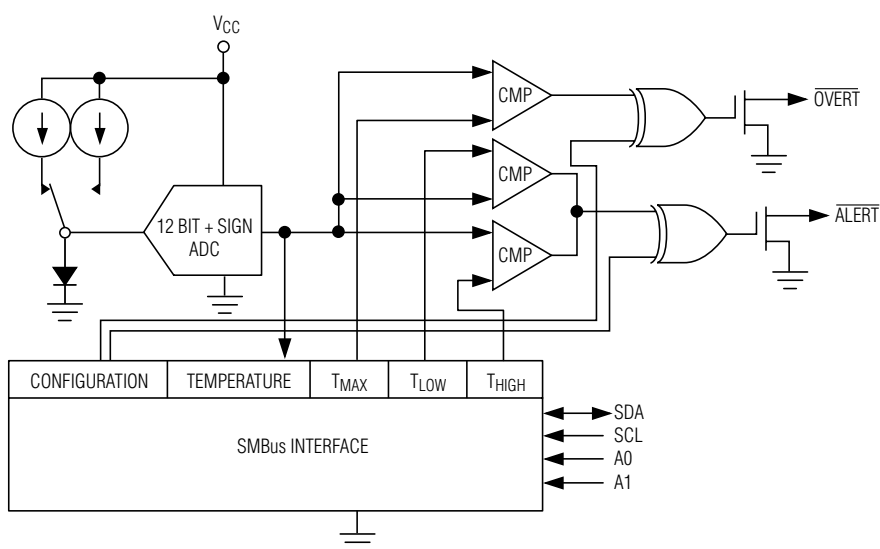 VCC
CMP
OVERT
CMP
12 BIT + SIGN
ADC
ALERT
CMP
CONFIGURATION
TEMPERATURE
TMAX
TLOW
THIGH
SDA
SMBus INTERFACE
SCL
A0
A1